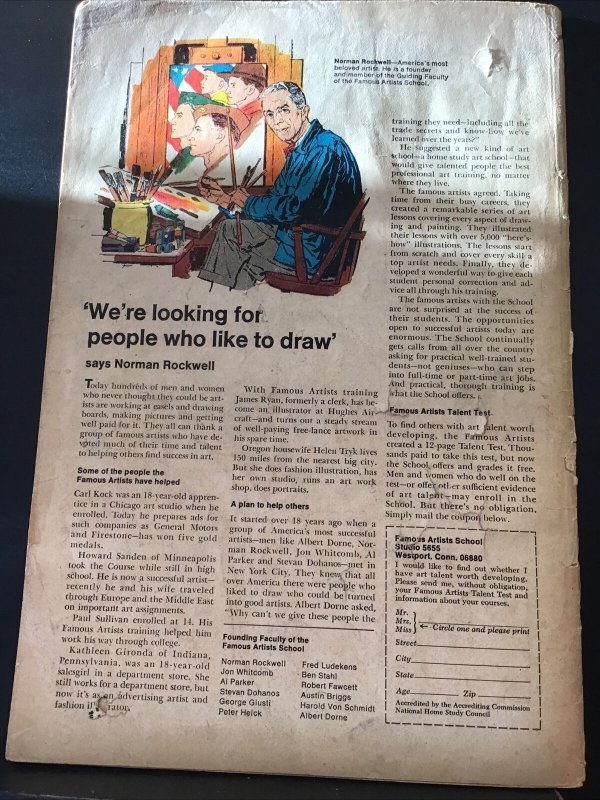 Norman Rockwell—America's most
beloved artist. He is a founder
and member of the Guiding Faculty
of the Famous Artists School.
'We're looking for
people who like to draw'
says Norman Rockwell
Today hundreds of men and women
who never thought they could be art-
ists are working at easels and drawing
boards, making pictures and getting
well paid for it. They all can thank a
group of famous artists who have de-
voted much of their time and talent
to helping others find success in art.
Some of the people the
Famous Artists have helped
Carl Kock was an 18-year-old appren-
tice in a Chicago art studio when he
enrolled. Today he prepares ads for
such companies as General Motors
and Firestone—has won five gold
medals.
Howard Sanden of Minneapolis
took the Course while still in high
school. He is now a successful artist—
recently he and his wife traveled
through Europe and the Middle East
on important art assignments.
Paul Sullivan enrolled at 14. His
Famous Artists training helped him
work his way through college.
Kathleen Gironda of Indiana,
Pennsylvania, was an 18-year-old
salesgirl in a department store. She
still works for a department store, but
now it's as an advertising artist and
fashion
With Famous Artists training
James Ryan, formerly a clerk, has be-
come an illustrator at Hughes Air-
craft—and turns out a steady stream
of well-paying free-lance artwork in
his spare time.
Oregon housewife Helen Tryk lives
150 miles from the nearest big city.
But she does fashion illustration, has
her own studio, runs an art work
shop, does portraits.
A plan to help others
It started over 18 years ago when a
group of America's most successful
artists—men like Albert Dorne, Nor-
man Rockwell, Jon Whitcomb, Al
Parker and Stevan Dohanos—met in
New York City. They knew that all
over America there were people who
liked to draw who could be turned
into good artists. Albert Dorne asked,
"Why can't we give these people the
Founding Faculty of the
Famous Artists School
Norman Rockwell
Jon Whitcomb
Al Parker
Stevan Dohanos
George Giusti
Peter Helck
Fred Ludekens
Ben Stahl
Robert Fawcett
Austin Briggs
Harold Von Schmidt
Albert Dorne
training they need—including all the
trade secrets and know-how we've
learned over the years?"
He suggested a new kind of art
school—a home study art school—that
would give talented people the best
professional art training, no matter
where they live.
The famous artists agreed. Taking
time from their busy careers, they
created a remarkable series of art
lessons covering every aspect of draw-
ing and painting. They illustrated
their lessons with over 5,000 "here's-
how" illustrations. The lessons start
from scratch and cover every skill a
top artist needs. Finally, they de-
veloped a wonderful way to give each
student personal correction and ad-
vice all through his training.
The famous artists with the School
are not surprised at the success of
their students. The opportunities
open to successful artists today are
enormous. The School continually
gets calls from all over the country
asking for practical well-trained stu-
dents—not geniuses—who can step
into full-time or part-time art jobs.
And practical, thorough training is
what the School offers.
Famous Artists Talent Test
To find others with art talent worth
developing, the Famous Artists
created a 12-page Talent Test. Thou-
sands paid to take this test, but now
the School offers and grades it free.
Men and women who do well on the
test—or offer other sufficient evidence
of art talent—may enroll in the
School. But there's no obligation.
Simply mail the coupon below.
Famous Artists School
Studio 5655
Westport, Conn. 06880
I would like to find out whether I
have art talent worth developing.
Please send me, without obligation,
your Famous Artists Talent Test and
information about your courses.
Mr.
Mrs.
Miss
Circle one and please print
Street
City
State
Age Zip
Accredited by the Accrediting Commission
National Home Study Council